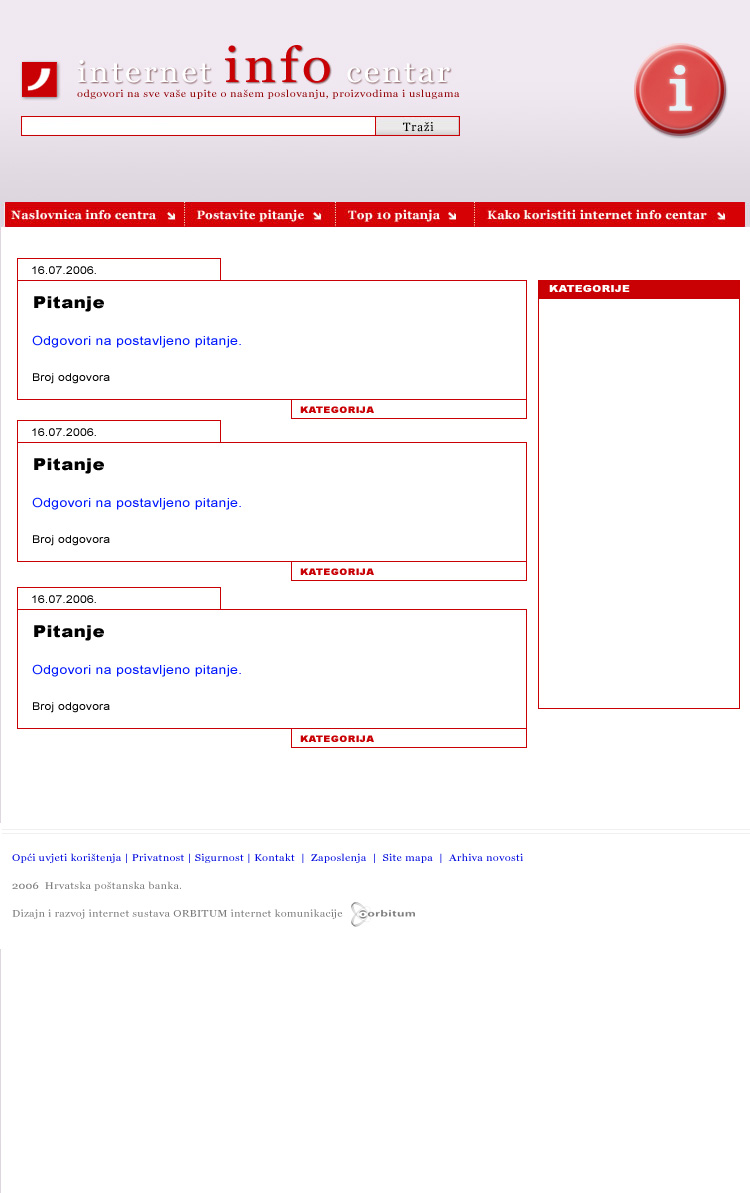 internet info centar
odgovori na sve vaše upite o našem poslovanju, proizvodima i uslugama
Traži
i
Naslovnica info centra Postavite pitanje Top 10 pitanja Kako koristiti internet info centar
16.07.2006.
Pitanje
Odgovori na postavljeno pitanje.
Broj odgovora
KATEGORIJA
16.07.2006.
Pitanje
Odgovori na postavljeno pitanje.
Broj odgovora
KATEGORIJA
16.07.2006.
Pitanje
Odgovori na postavljeno pitanje.
Broj odgovora
KATEGORIJA
KATEGORIJE
Opći uvjeti korištenja | Privatnost | Sigurnost | Kontakt | Zaposlenja | Site mapa | Arhiva novosti
2006 Hrvatska poštanska banka.
Dizajn i razvoj internet sustava ORBITUM internet komunikacije orbitum